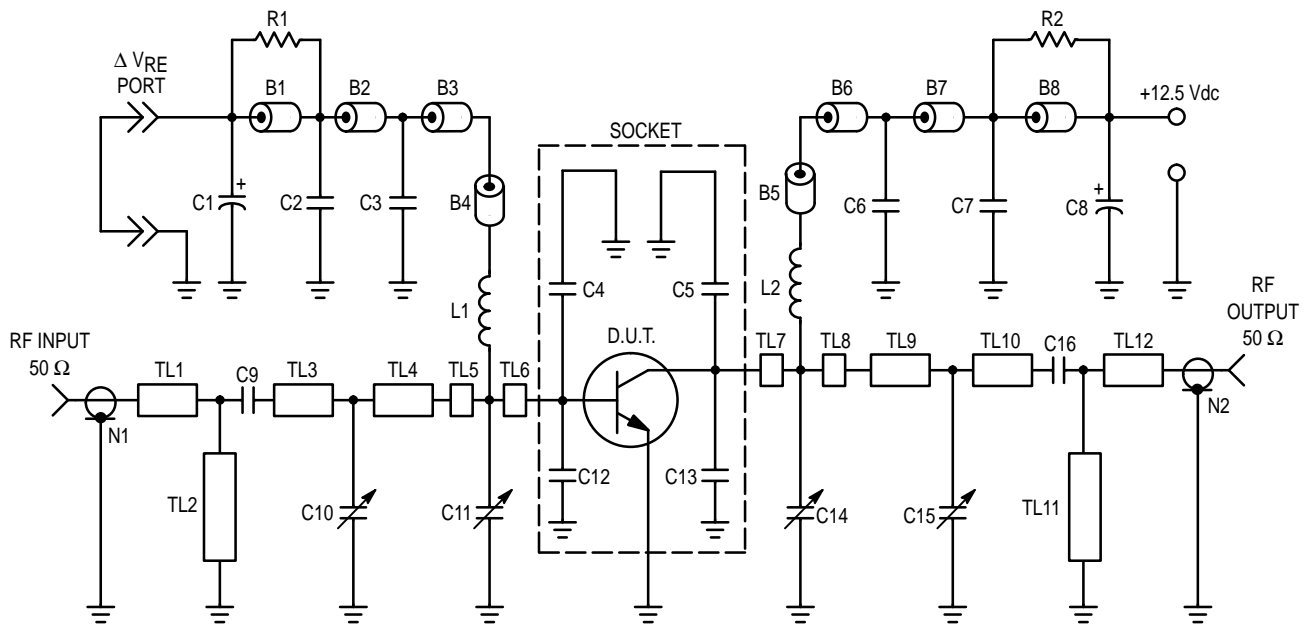 R1
R2
Δ VRE
PORT
B1
B2
B3
B6
B7
B8
+12.5 Vdc
SOCKET
+
C1
C2
C3
B4
B5
C6
C7
+
C8
L1
C4
C5
L2
RF INPUT
50 Ω
D.U.T.
RF
OUTPUT
50 Ω
TL1
C9
TL3
TL4
TL5
TL6
TL7
TL8
TL9
TL10
C16
TL12
N1
N2
TL2
C10
C11
C12
C13
C14
C15
TL11